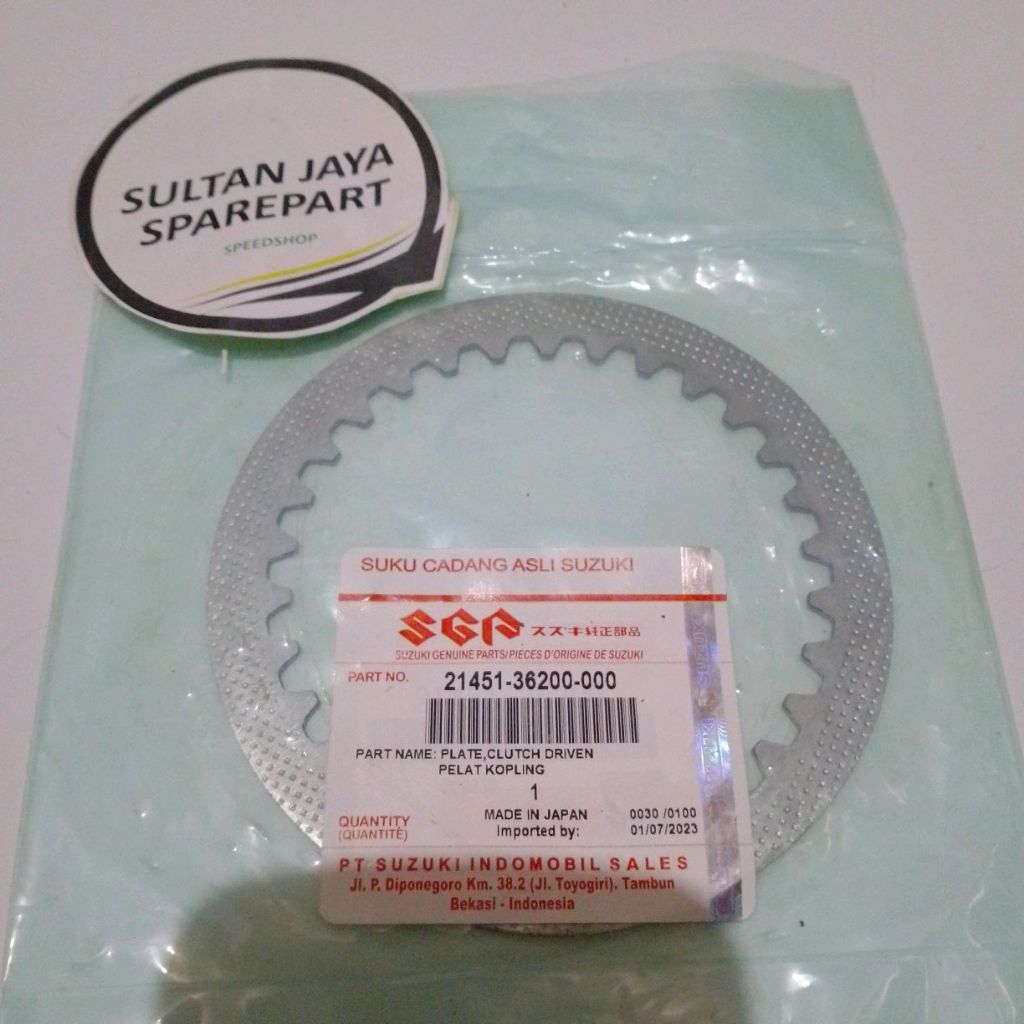 SULTAN JAYA
SPAREPART
SPEEDSHOP
SUKU CADANG ASLI SUZUKI
SGP スズキ純正部品
SUZUKI GENUINE PARTS/PIECES D'ORIGINE DE SUZUKI
PART NO. 21451-36200-000
PART NAME: PLATE,CLUTCH DRIVEN
PELAT KOPLING
1
QUANTITY
(QUANTITÉ)
MADE IN JAPAN 0030 /0100
Imported by: 01/07/2023
PT SUZUKI INDOMOBIL SALES
Jl. P. Diponegoro Km. 38.2 (Jl. Toyogiri). Tambun
Bekasi - Indonesia
SUZUKI